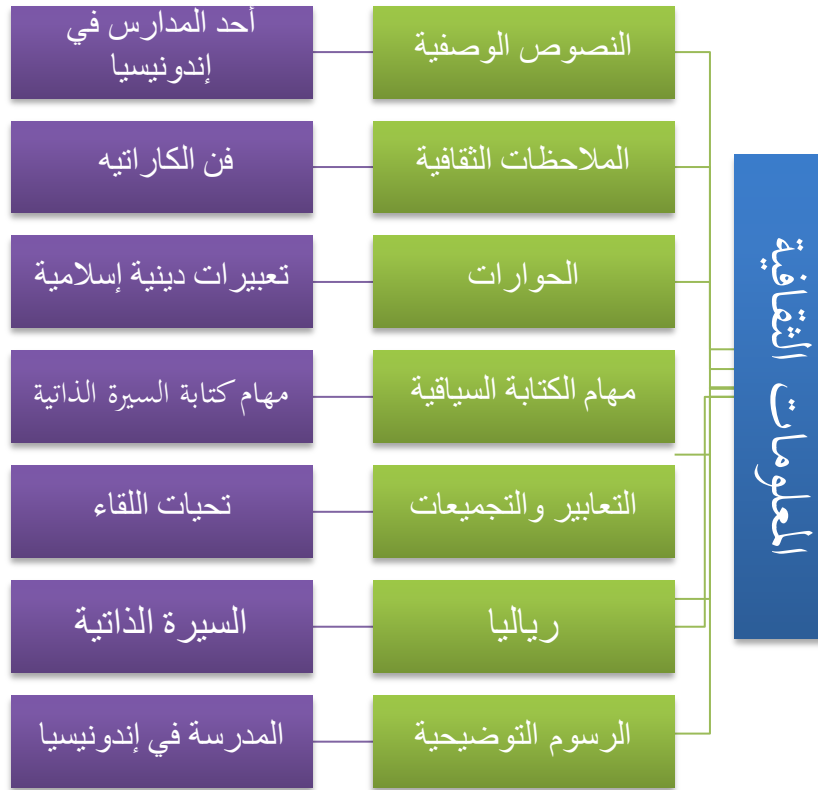 المعلومات الثقافية
النصوص الوصفية
أحد المدارس في
إندونيسيا
الملاحظات الثقافية
فن الكاراتيه
الحوارات
تعبيرات دينية إسلامية
مهام الكتابة السياقية
مهام كتابة السيرة الذاتية
التعابير والتجميعات
تحيات اللقاء
رياليا
السيرة الذاتية
الرسوم التوضيحية
المدرسة في إندونيسيا